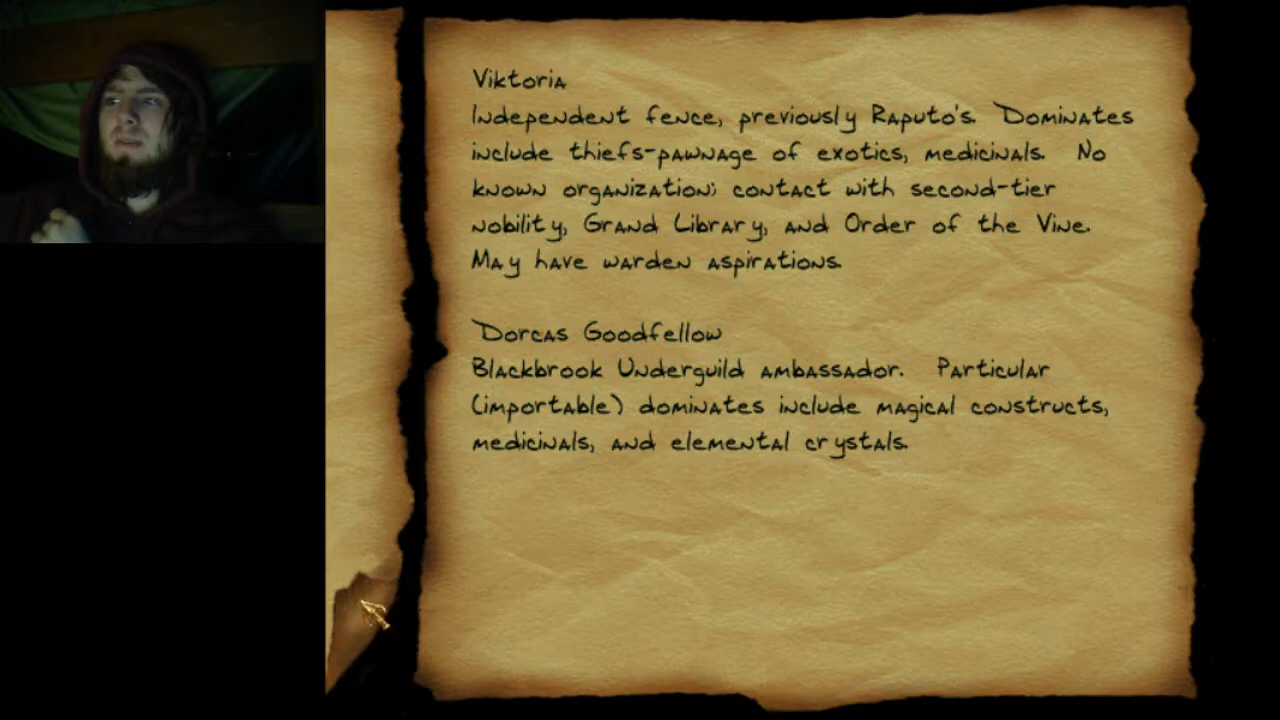 Viktoria
Independent fence, previously Raputo's. Dominates
include thiefs-pawnage of exotics, medicinals. No
known organization; contact with second-tier
nobility, Grand Library, and Order of the Vine.
May have warden aspirations.
Dorcas Goodfellow
Blackbrook Underguild ambassador. Particular
(importable) dominates include magical constructs,
medicinals, and elemental crystals.